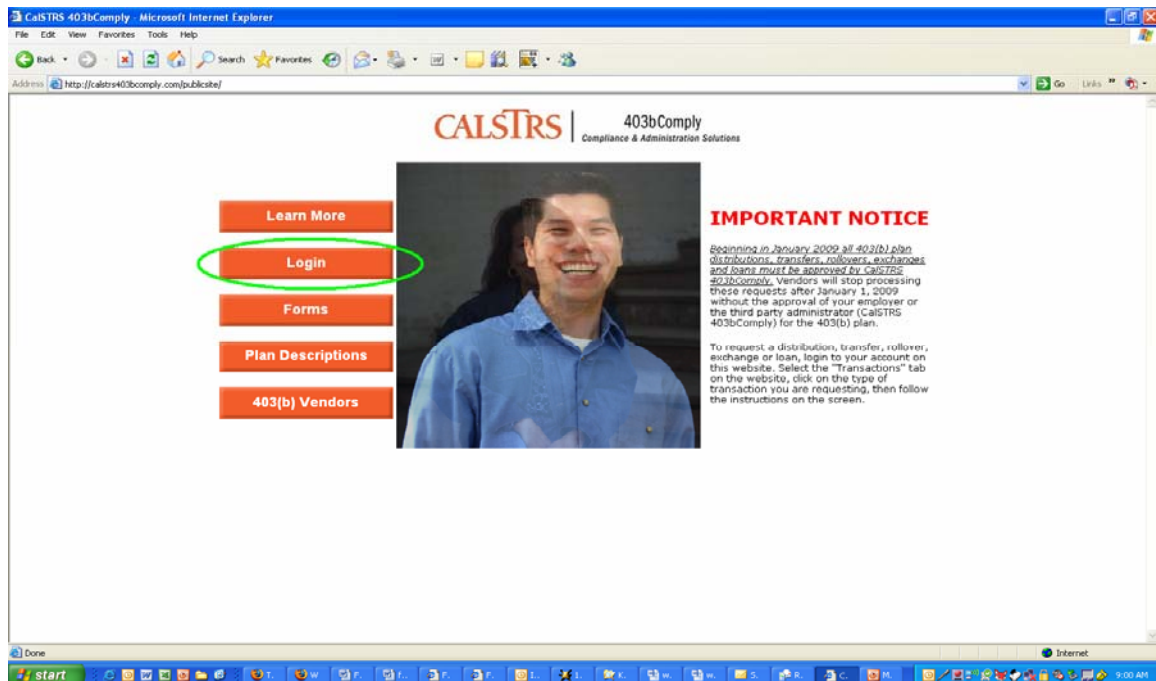 CalSTRS 403bComply - Microsoft Internet Explorer
File Edit View Favorites Tools Help
Back Search Favorites
Address http://calstrs403bcomply.com/publicsite/ Go Links
CALSTRS 403bComply
Compliance & Administration Solutions
Learn More
Login
Forms
Plan Descriptions
403(b) Vendors
IMPORTANT NOTICE
Beginning in January 2009 all 403(b) plan
distributions, transfers, rollovers, exchanges
and loans must be approved by CalSTRS
403bComply. Vendors will stop processing
these requests after January 1, 2009
without the approval of your employer or
the third party administrator (CalSTRS
403bComply) for the 403(b) plan.
To request a distribution, transfer, rollover,
exchange or loan, login to your account on
this website. Select the "Transactions" tab
on the website, click on the type of
transaction you are requesting, then follow
the instructions on the screen.
Done Internet
start T. W F. f.. F. F. I.. 1. K. w. w. S. R. C. M. 9:00 AM